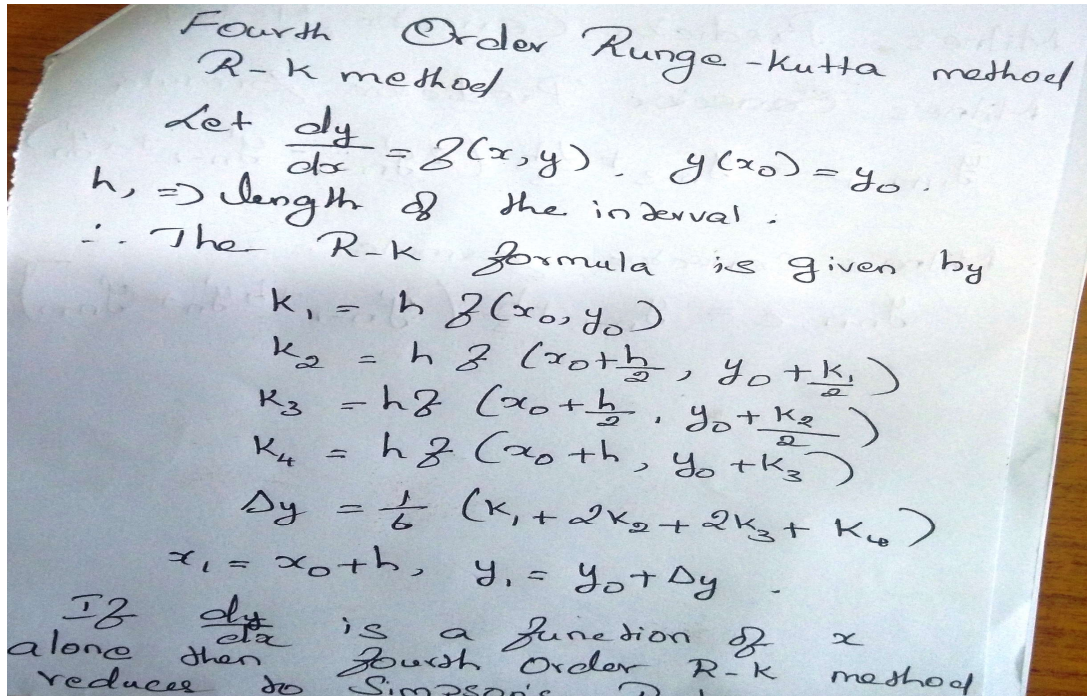 Fourth Order Runge-Kutta method
R-K method
Let dy/dx = f(x, y), y(x₀) = y₀.
h, => length of the interval.
∴ The R-K formula is given by
K₁ = h f(x₀, y₀)
K₂ = h f (x₀ + h/2, y₀ + K₁/2)
K₃ = h f (x₀ + h/2, y₀ + K₂/2)
K₄ = h f (x₀ + h, y₀ + K₃)
Δy = 1/6 (K₁ + 2K₂ + 2K₃ + K₄)
x₁ = x₀ + h, y₁ = y₀ + Δy.
If dy/dx is a function of x
alone then fourth Order R-K method
reduces to Simpson's